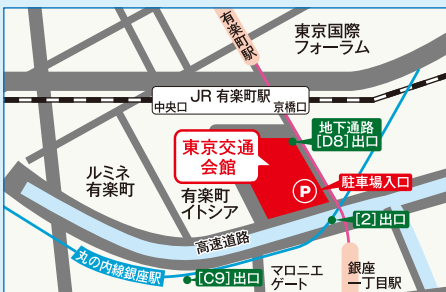 有楽町駅
東京国際
フォーラム
JR 有楽町駅
中央口
京橋口
地下通路
[D8]出口
東京交通
会館
ルミネ
有楽町
有楽町
イトシア
P
駐車場入口
[2]出口
高速道路
丸の内線銀座駅
[C9]出口
マロニエ
ゲート
銀座
一丁目駅